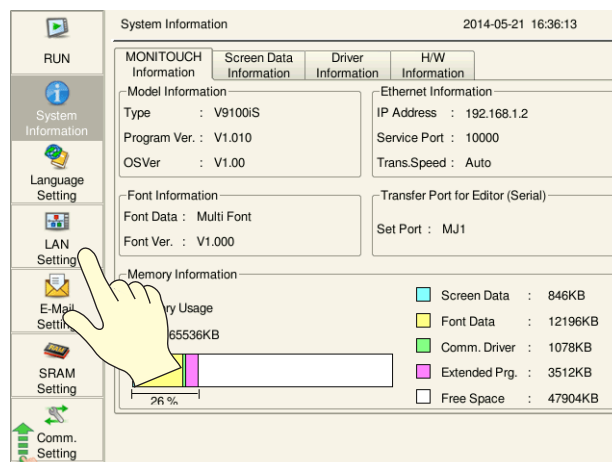 System Information 2014-05-21 16:36:13
RUN
System
Information
Language
Setting
LAN
Setting
E-Mail
Setting
SRAM
Setting
Comm.
Setting
MONITOUCH
Information
Screen Data
Information
Driver
Information
H/W
Information
Model Information
Type : V9100iS
Program Ver. : V1.010
OSVer : V1.00
Ethernet Information
IP Address : 192.168.1.2
Service Port : 10000
Trans.Speed : Auto
Font Information
Font Data : Multi Font
Font Ver. : V1.000
Transfer Port for Editor (Serial)
Set Port : MJ1
Memory Information
Usage
65536KB
26 %
Screen Data : 846KB
Font Data : 12196KB
Comm. Driver : 1078KB
Extended Prg. : 3512KB
Free Space : 47904KB